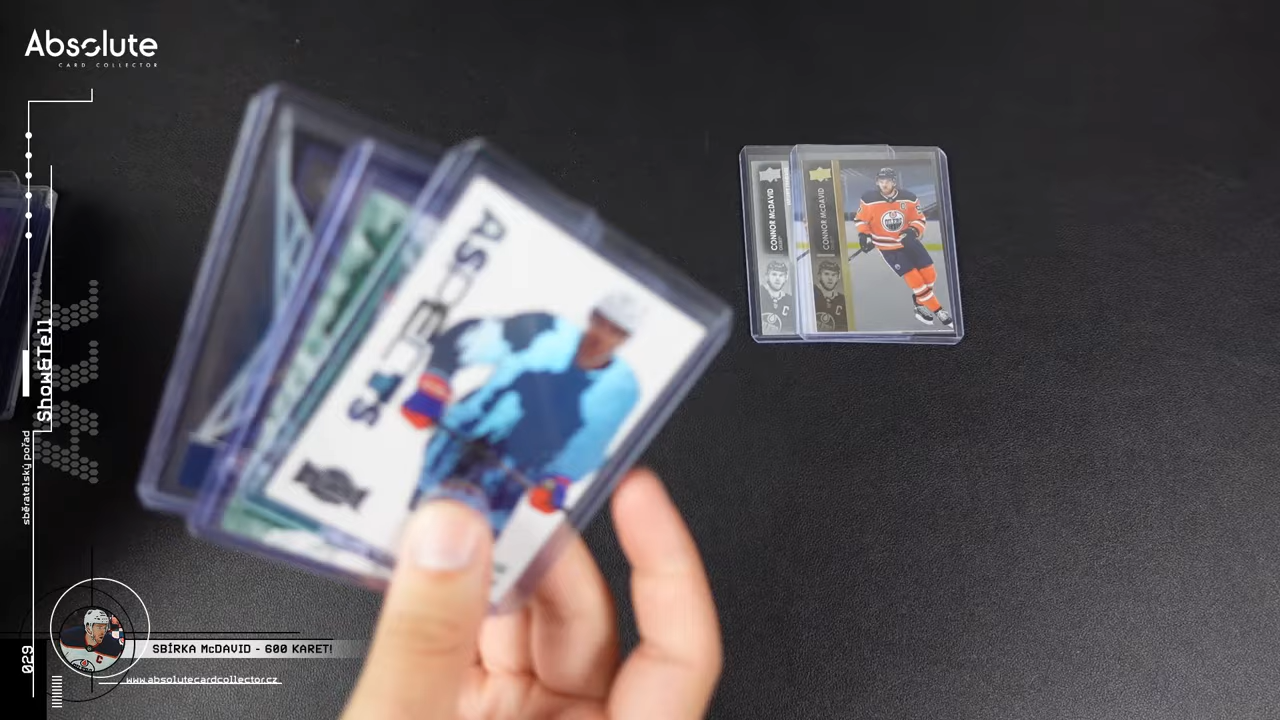 Absolute
CARD COLLECTOR
Show&Tell
sběratelský pořad
029
SBÍRKA McDAVID - 600 KARET!
www.absolutecardcollector.cz
ASPECTS
CONNOR McDAVID
CONNOR McDAVID
C